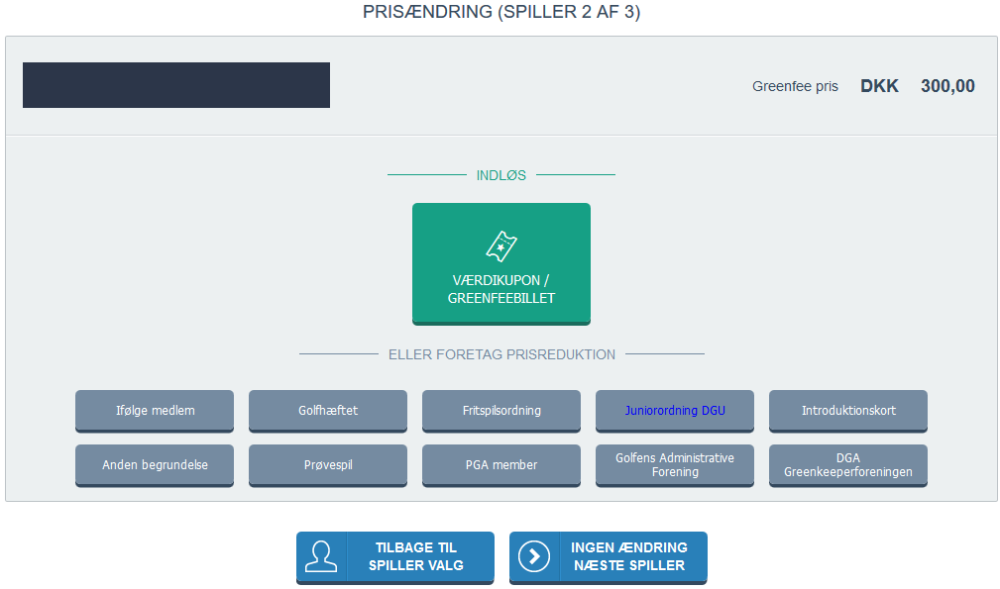 PRISÆNDRING (SPILLER 2 AF 3)
Greenfee pris DKK 300,00
INDLØS
VÆRDIKUPON /
GREENFEEBILLET
ELLER FORETAG PRISREDUKTION
Ifølge medlem
Golfhæftet
Fritspilsordning
Juniorordning DGU
Introduktionskort
Anden begrundelse
Prøvespil
PGA member
Golfens Administrative
Forening
DGA
Greenkeeperforeningen
TILBAGE TIL
SPILLER VALG
INGEN ÆNDRING
NÆSTE SPILLER